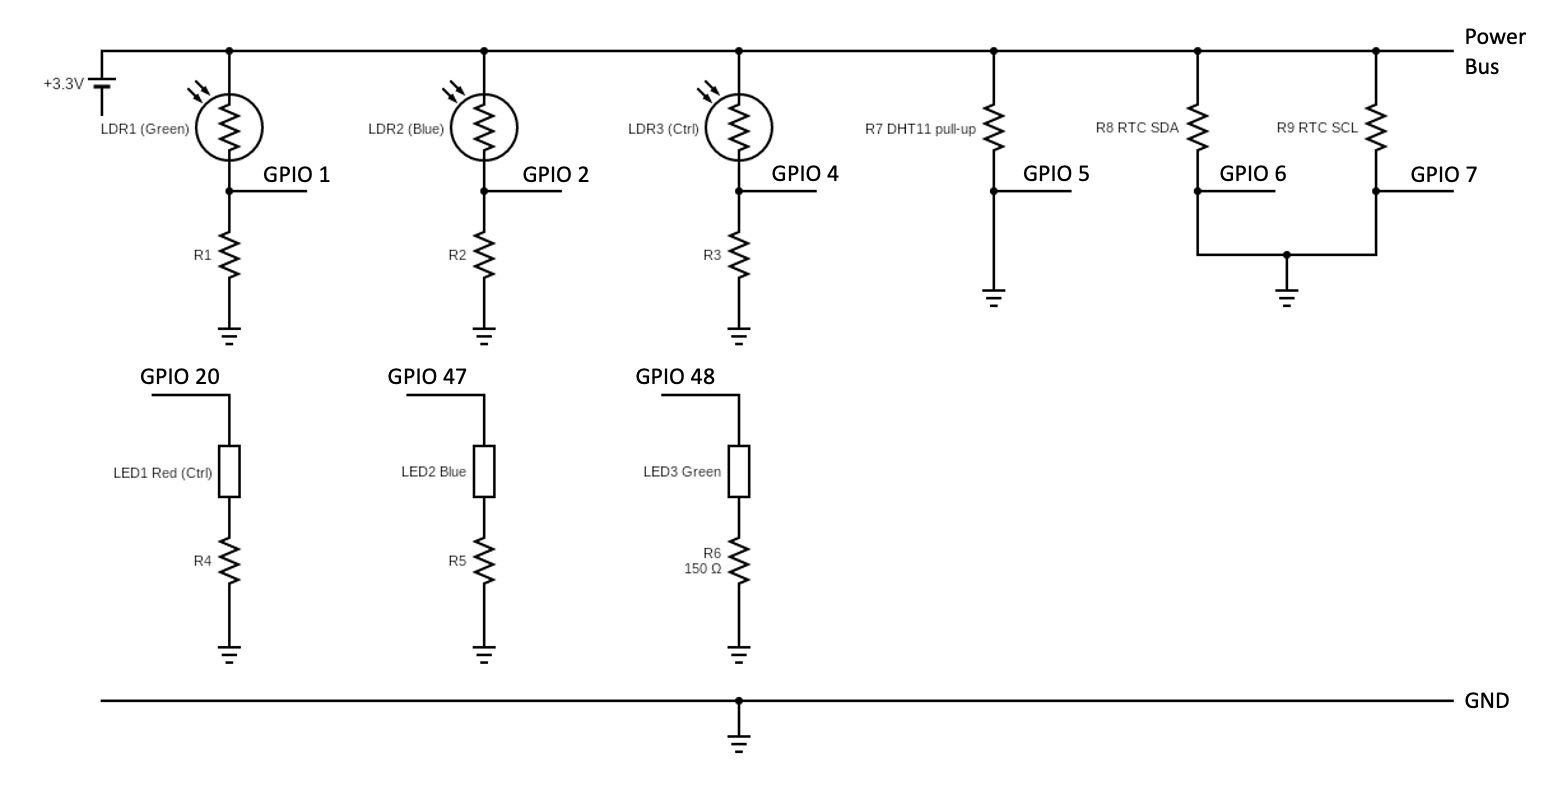 Power
Bus
+3.3V
LDR1 (Green)
LDR2 (Blue)
LDR3 (Ctrl)
R7 DHT11 pull-up
R8 RTC SDA
R9 RTC SCL
GPIO 1
GPIO 2
GPIO 4
GPIO 5
GPIO 6
GPIO 7
R1
R2
R3
GPIO 20
GPIO 47
GPIO 48
LED1 Red (Ctrl)
LED2 Blue
LED3 Green
R4
R5
R6
150 Ω
GND